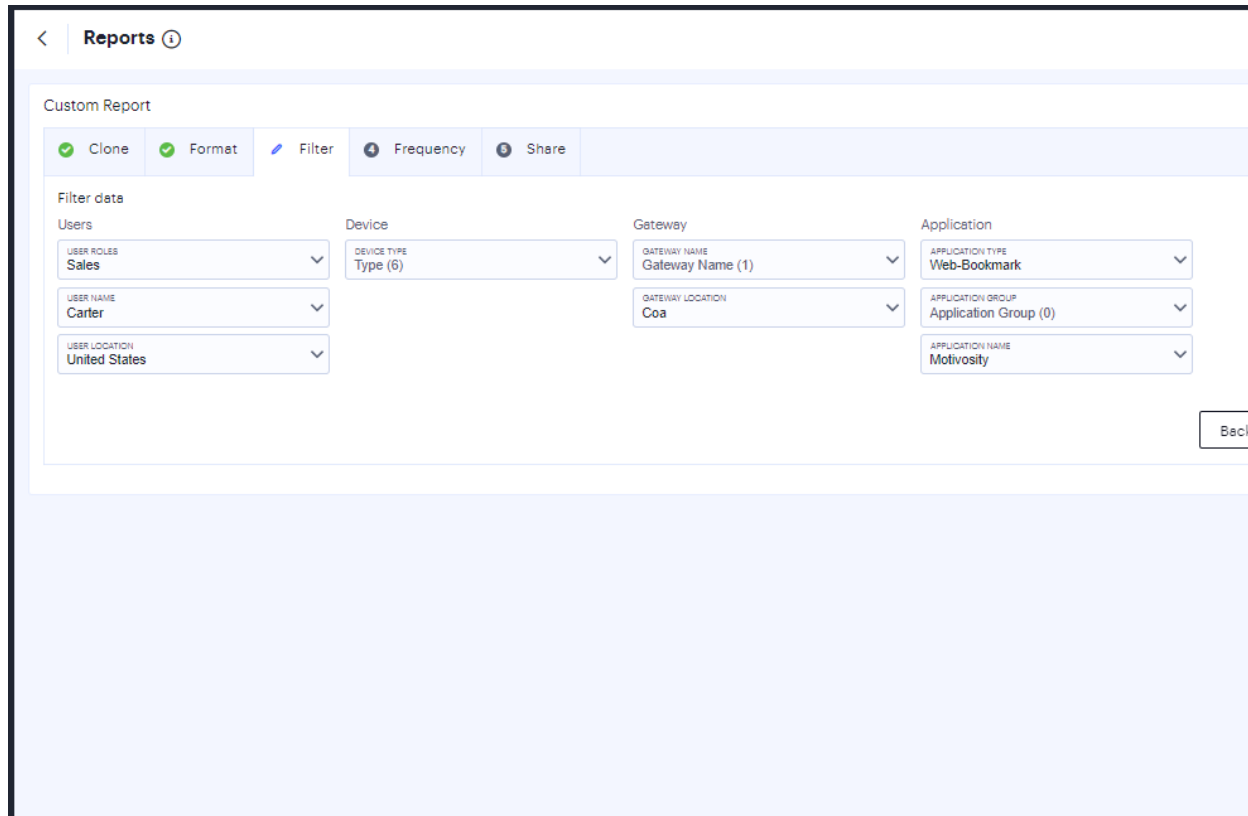 Reports
Custom Report
Clone
Format
Filter
4 Frequency
5 Share
Filter data
Users
Device
Gateway
Application
USER ROLES
Sales
DEVICE TYPE
Type (6)
GATEWAY NAME
Gateway Name (1)
APPLICATION TYPE
Web-Bookmark
USER NAME
Carter
GATEWAY LOCATION
Coa
APPLICATION GROUP
Application Group (0)
USER LOCATION
United States
APPLICATION NAME
Motivosity
Back